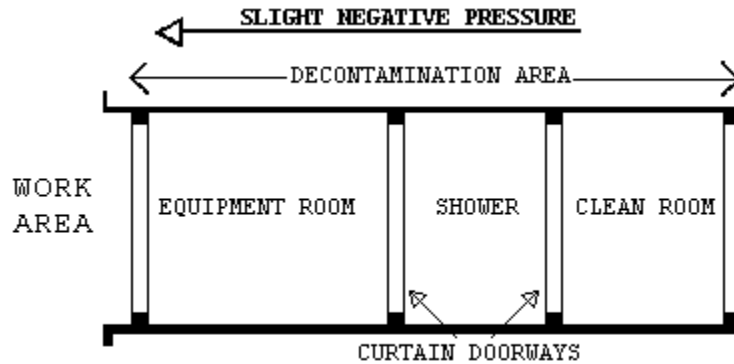 SLIGHT NEGATIVE PRESSURE
DECONTAMINATION AREA
WORK
AREA
EQUIPMENT ROOM
SHOWER
CLEAN ROOM
CURTAIN DOORWAYS